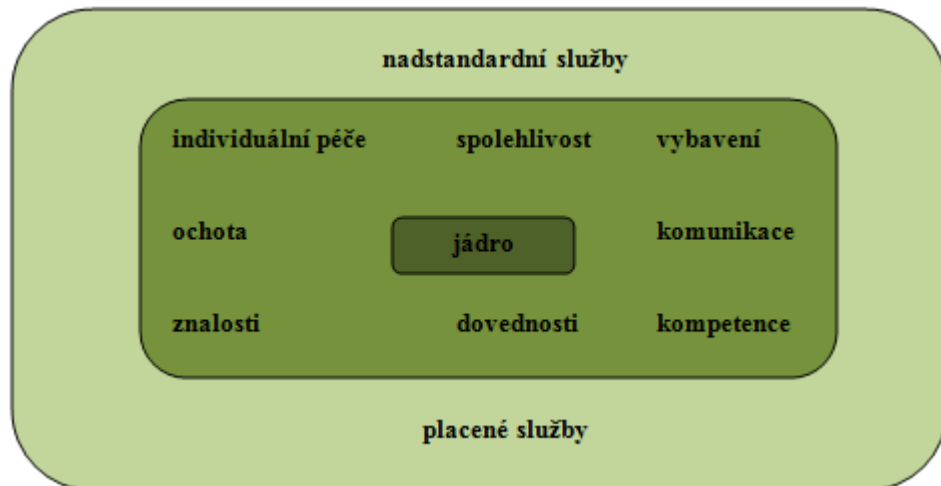 nadstandardní služby
individuální péče spolehlivost vybavení
ochota jádro komunikace
znalosti dovednosti kompetence
placené služby